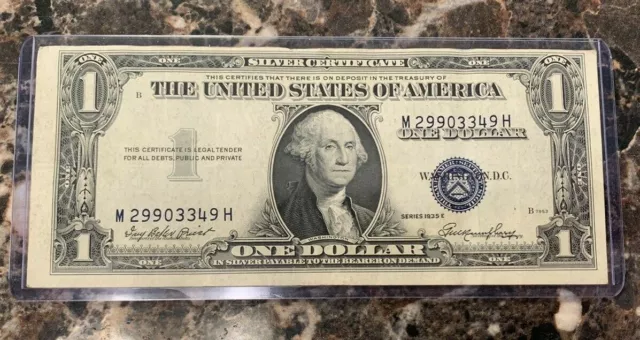 ONE SILVER CERTIFICATE ONE
1 1
THIS CERTIFIES THAT THERE IS ON DEPOSIT IN THE TREASURY OF
B THE UNITED STATES OF AMERICA
M 29903349 H
ONE DOLLAR
1
THIS CERTIFICATE IS LEGAL TENDER
FOR ALL DEBTS, PUBLIC AND PRIVATE
WASHINGTON, D.C.
M 29903349 H
SERIES 1935 E B
1 1
ONE DOLLAR
IN SILVER PAYABLE TO THE BEARER ON DEMAND
ONE ONE